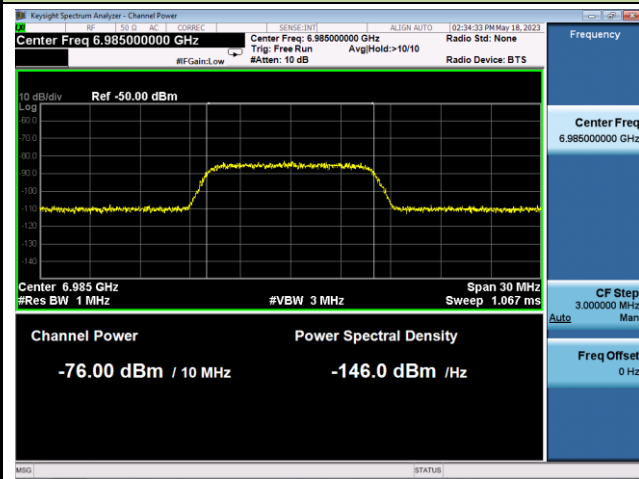 Keysight Spectrum Analyzer - Channel Power
RF 50 Ω AC CORREC SENSE:INT ALIGN AUTO 02:34:33 PM May 18, 2023
Center Freq 6.985000000 GHz
Center Freq: 6.985000000 GHz Radio Std: None
Trig: Free Run Avg|Hold:>10/10
#IFGain:Low #Atten: 10 dB Radio Device: BTS
10 dB/div Ref -50.00 dBm
Log
-60.0
-70.0
-80.0
-90.0
-100
-110
-120
-130
-140
Center 6.985 GHz Span 30 MHz
#Res BW 1 MHz #VBW 3 MHz Sweep 1.067 ms
Channel Power Power Spectral Density
-76.00 dBm / 10 MHz -146.0 dBm /Hz
MSG STATUS
Frequency
Center Freq
6.985000000 GHz
CF Step
3.000000 MHz
Auto Man
Freq Offset
0 Hz